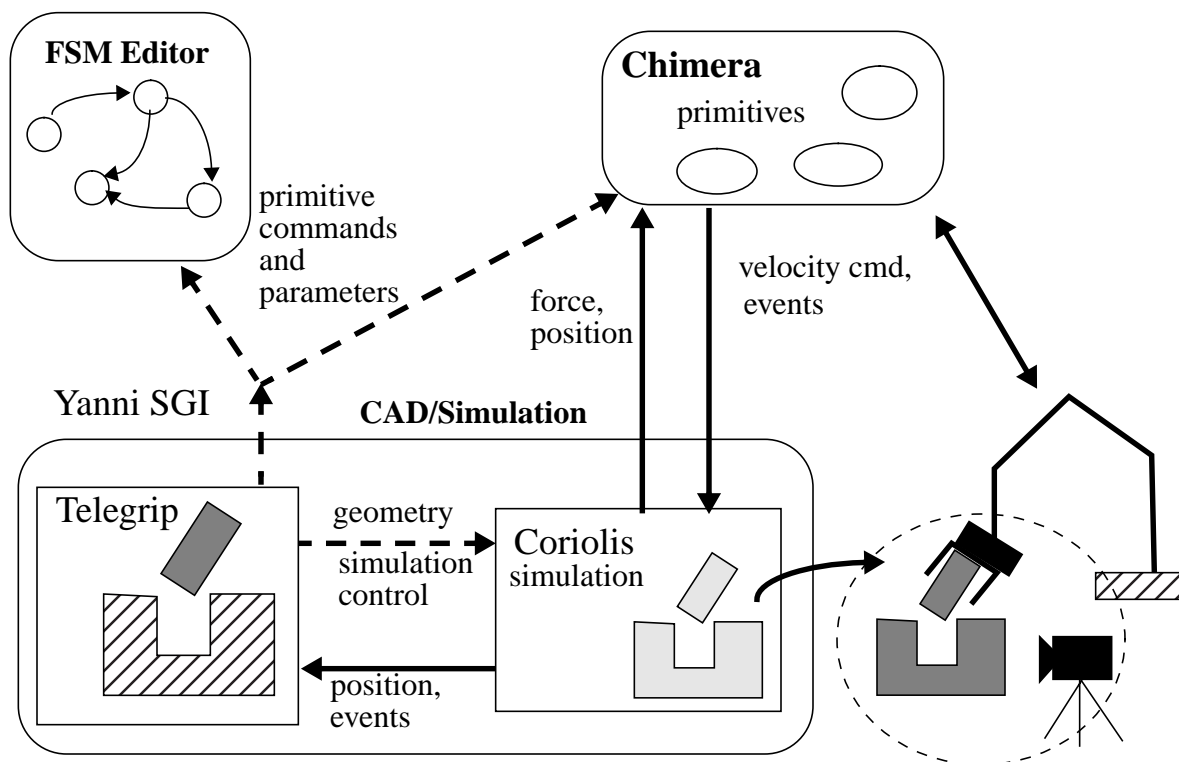 FSM Editor
Chimera
primitives
primitive
commands
and
parameters
velocity cmd,
events
force,
position
Yanni SGI
CAD/Simulation
Telegrip
geometry
simulation
control
Coriolis
simulation
position,
events